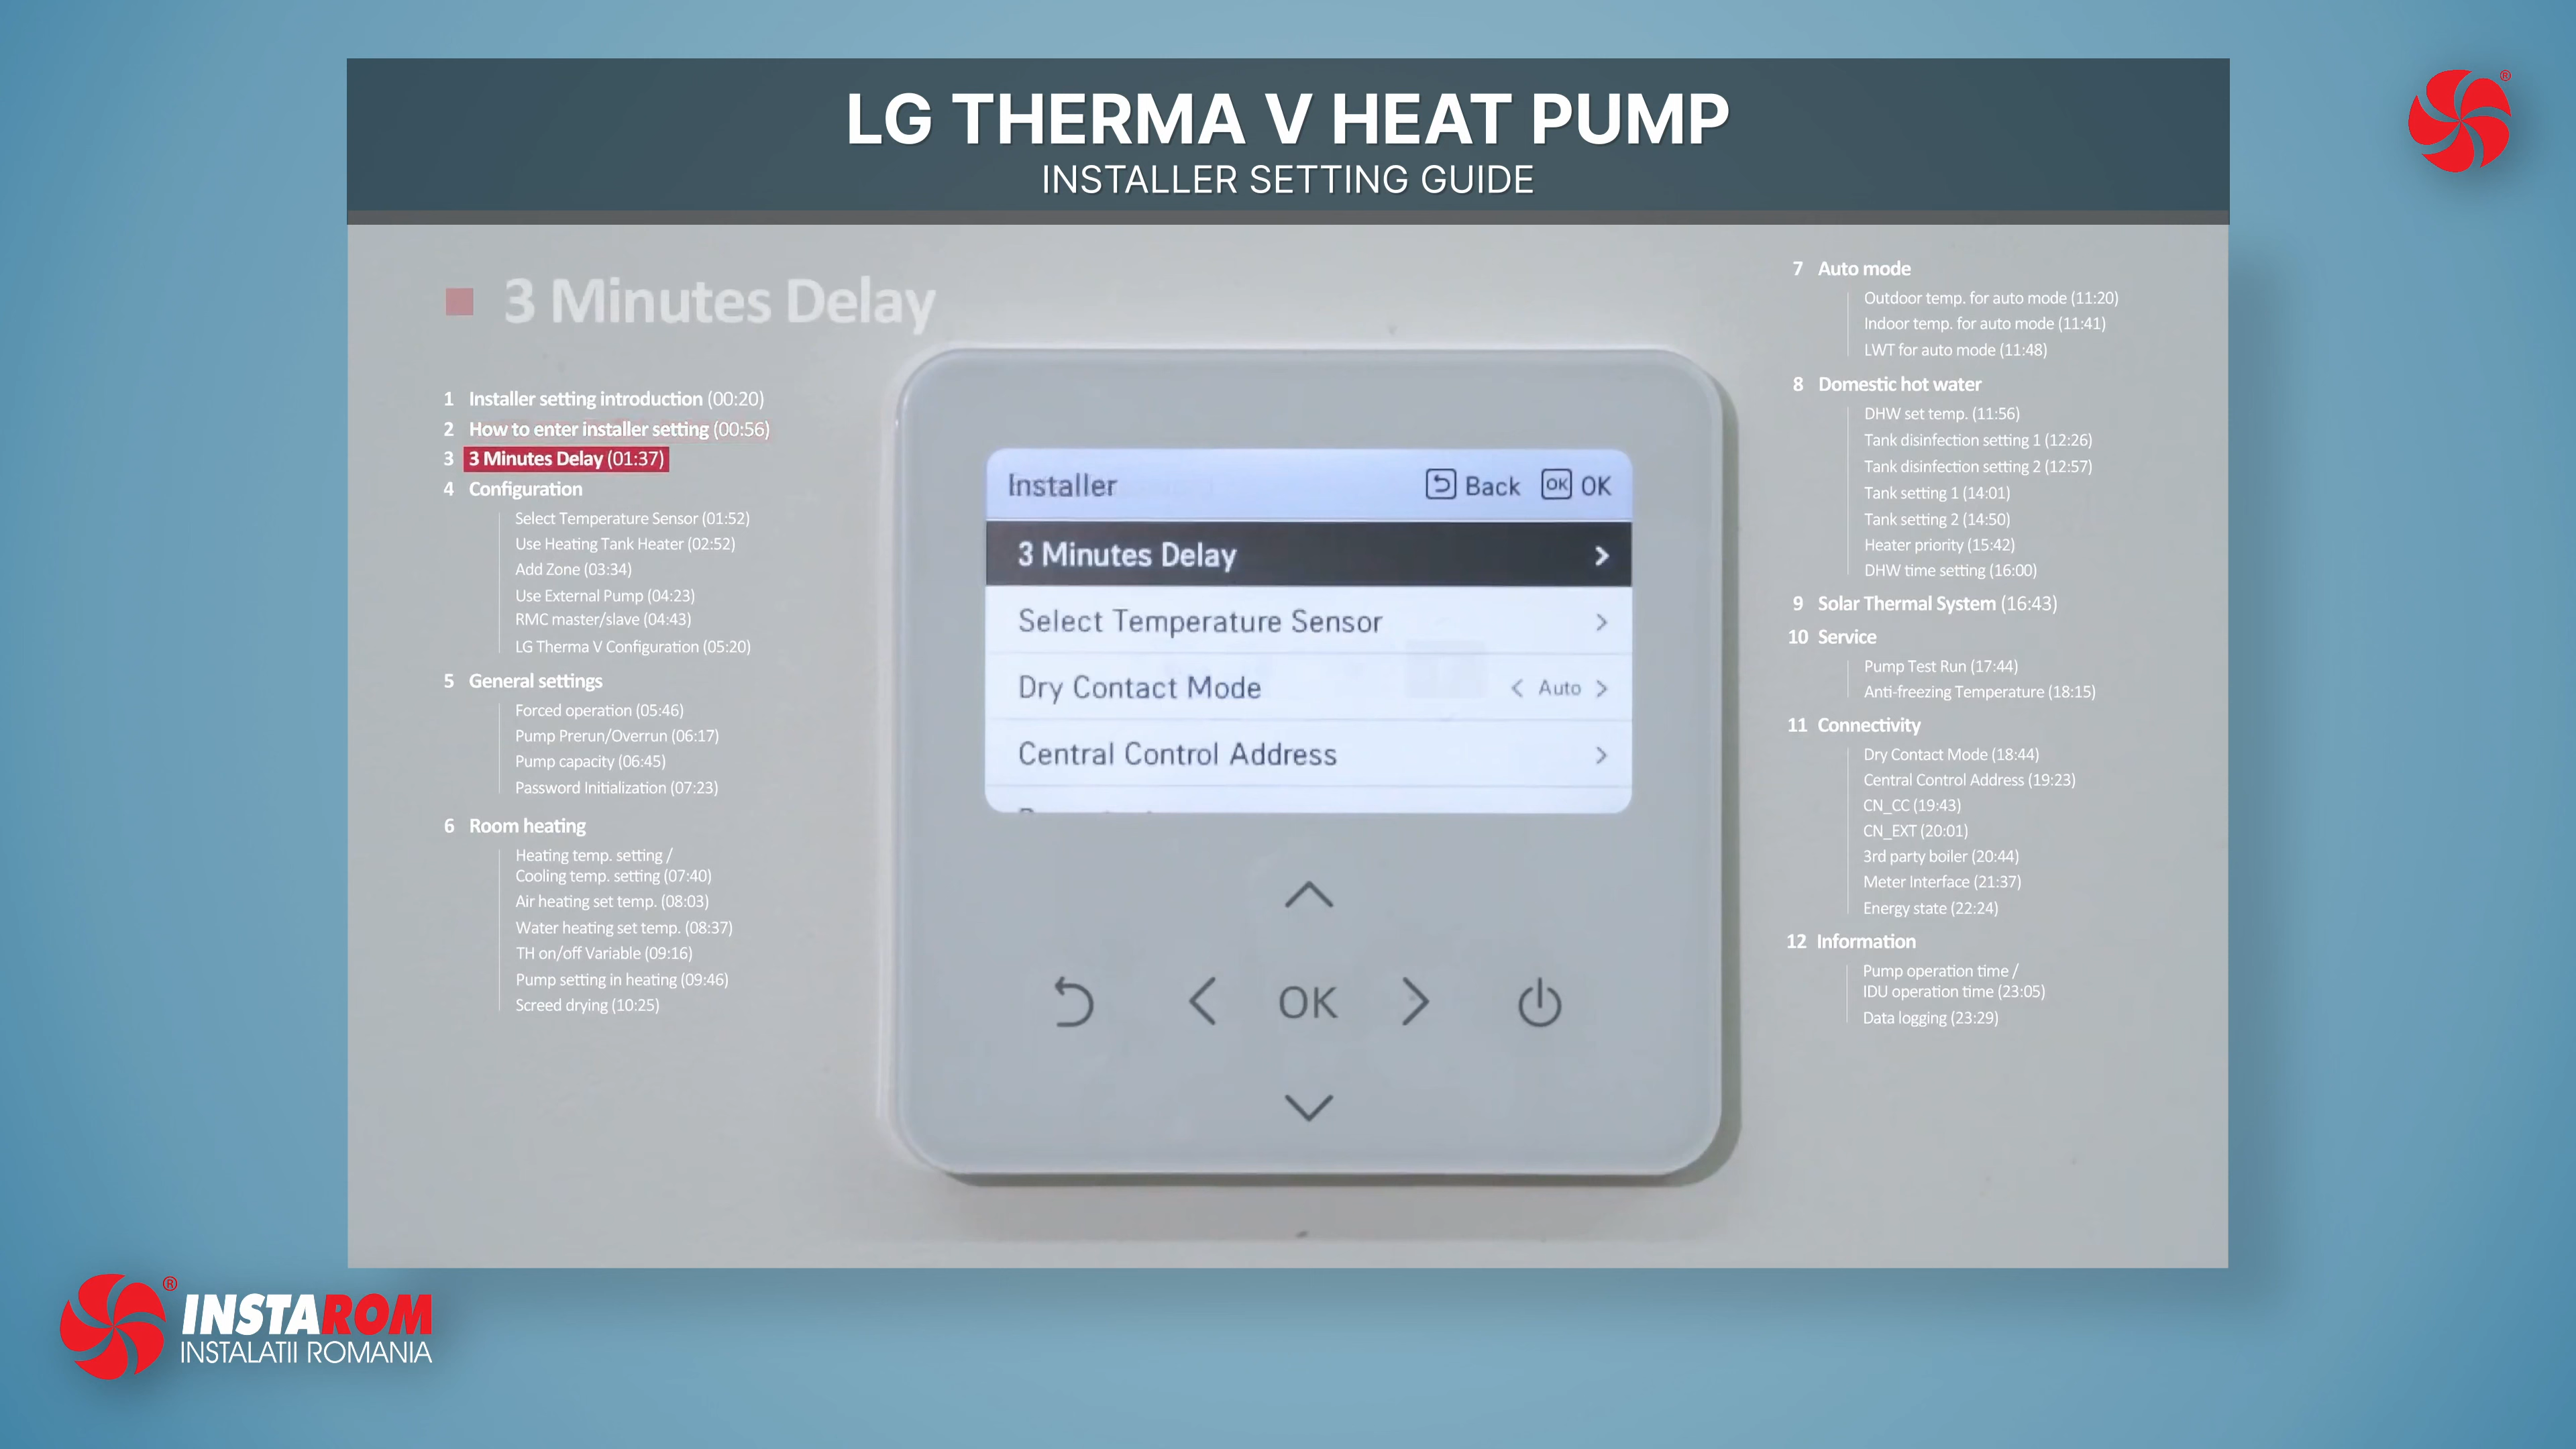 LG THERMA V HEAT PUMP
INSTALLER SETTING GUIDE
®
3 Minutes Delay
1 Installer setting introduction (00:20)
2 How to enter installer setting (00:56)
3 3 Minutes Delay (01:37)
4 Configuration
Select Temperature Sensor (01:52)
Use Heating Tank Heater (02:52)
Add Zone (03:34)
Use External Pump (04:23)
RMC master/slave (04:43)
LG Therma V Configuration (05:20)
5 General settings
Forced operation (05:46)
Pump Prerun/Overrun (06:17)
Pump capacity (06:45)
Password Initialization (07:23)
6 Room heating
Heating temp. setting /
Cooling temp. setting (07:40)
Air heating set temp. (08:03)
Water heating set temp. (08:37)
TH on/off Variable (09:16)
Pump setting in heating (09:46)
Screed drying (10:25)
Installer
Back
OK OK
3 Minutes Delay >
Select Temperature Sensor >
Dry Contact Mode < Auto >
Central Control Address >
OK
7 Auto mode
Outdoor temp. for auto mode (11:20)
Indoor temp. for auto mode (11:41)
LWT for auto mode (11:48)
8 Domestic hot water
DHW set temp. (11:56)
Tank disinfection setting 1 (12:26)
Tank disinfection setting 2 (12:57)
Tank setting 1 (14:01)
Tank setting 2 (14:50)
Heater priority (15:42)
DHW time setting (16:00)
9 Solar Thermal System (16:43)
10 Service
Pump Test Run (17:44)
Anti-freezing Temperature (18:15)
11 Connectivity
Dry Contact Mode (18:44)
Central Control Address (19:23)
CN_CC (19:43)
CN_EXT (20:01)
3rd party boiler (20:44)
Meter Interface (21:37)
Energy state (22:24)
12 Information
Pump operation time /
IDU operation time (23:05)
Data logging (23:29)
®
INSTAROM
INSTALATII ROMANIA